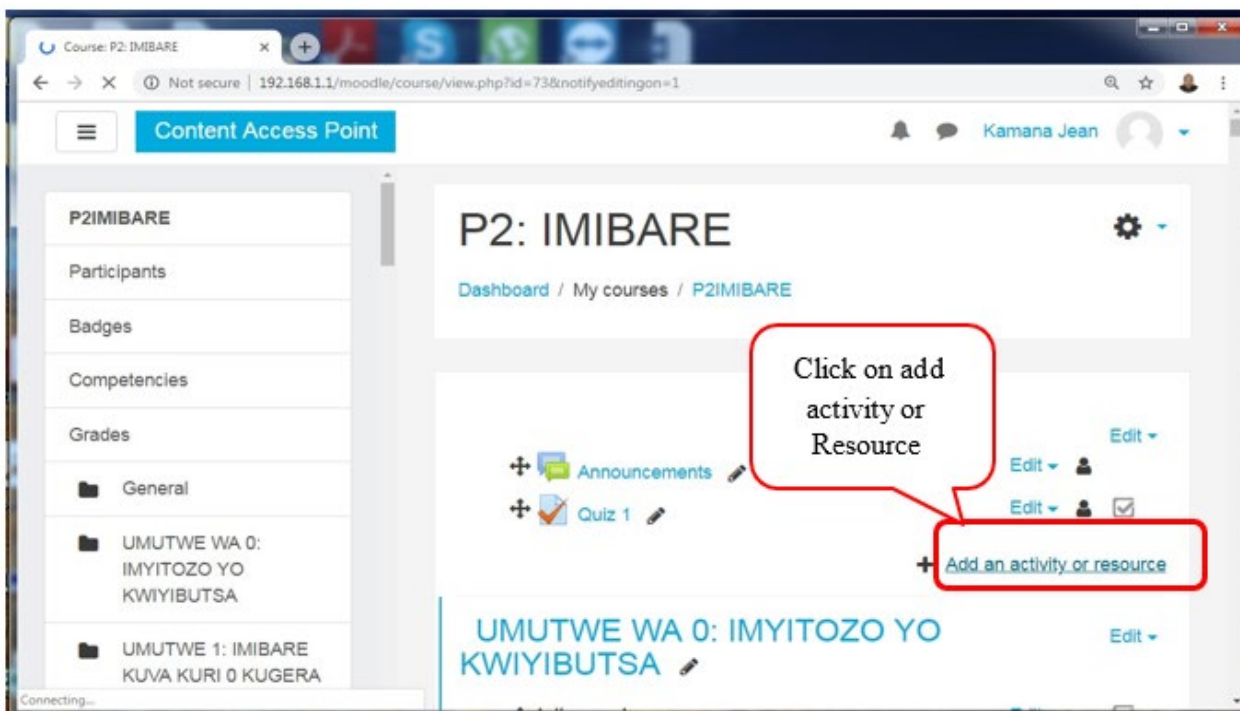 Course: P2: IMIBARE
Not secure | 192.168.1.1/moodle/course/view.php?id=73&notifyeditingon=1
Content Access Point
Kamana Jean
P2IMIBARE
Participants
Badges
Competencies
Grades
General
UMUTWE WA 0:
IMYITOZO YO
KWIYIBUTSA
UMUTWE 1: IMIBARE
KUVA KURI 0 KUGERA
Connecting...
P2: IMIBARE
Dashboard / My courses / P2IMIBARE
Click on add
activity or
Resource
Edit
Announcements
Edit
Quiz 1
Edit
Add an activity or resource
UMUTWE WA 0: IMYITOZO YO
KWIYIBUTSA
Edit